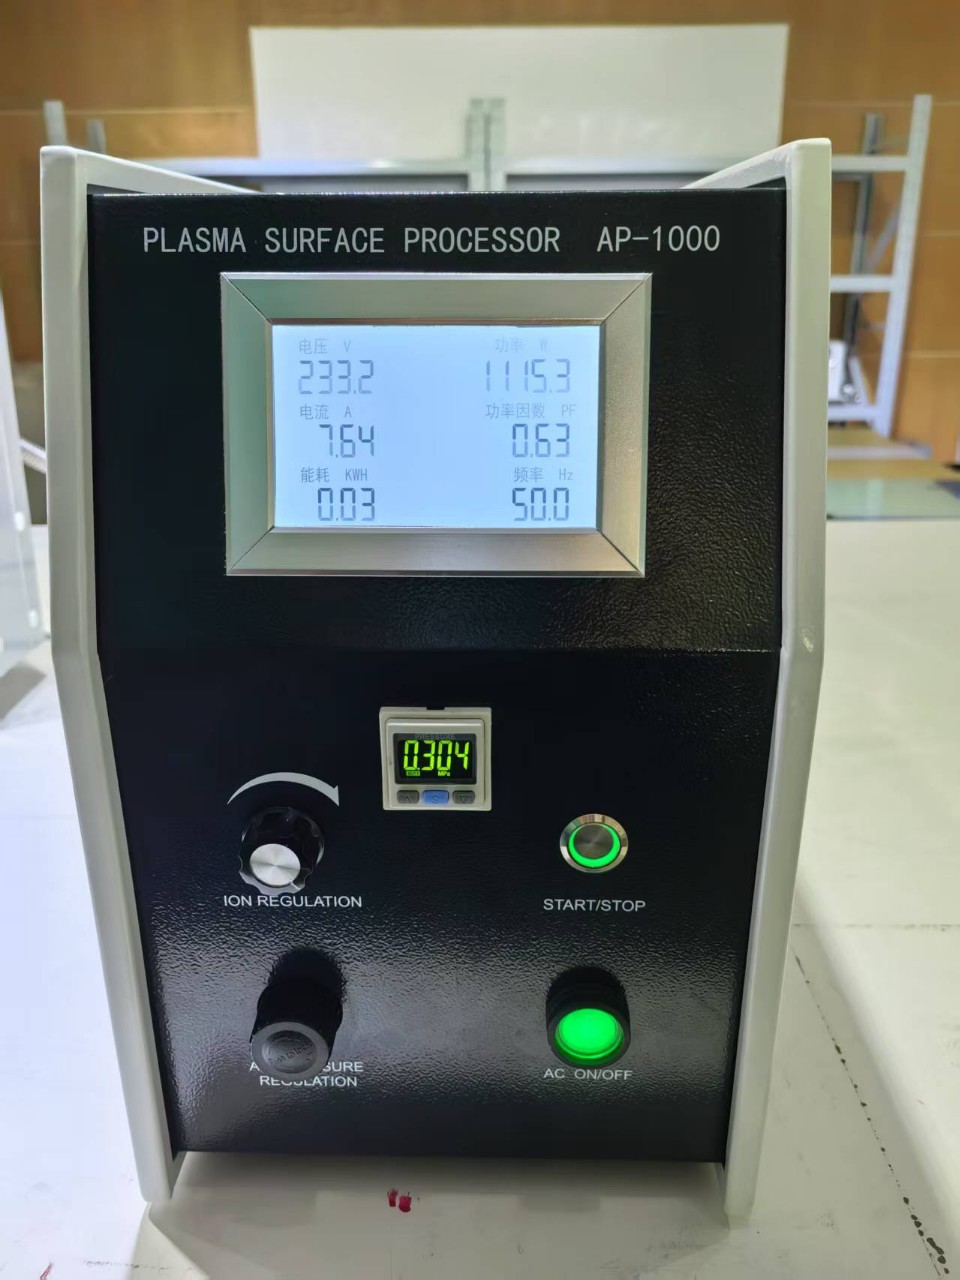 PLASMA SURFACE PROCESSOR AP-1000
电压 V 功率 W
233.2 1115.3
电流 A 功率因数 PF
7.64 0.63
能耗 KWH 频率 Hz
0.03 50.0
PRESSURE
0.304
MPa
ION REGULATION
START/STOP
REGULATION
AC ON/OFF